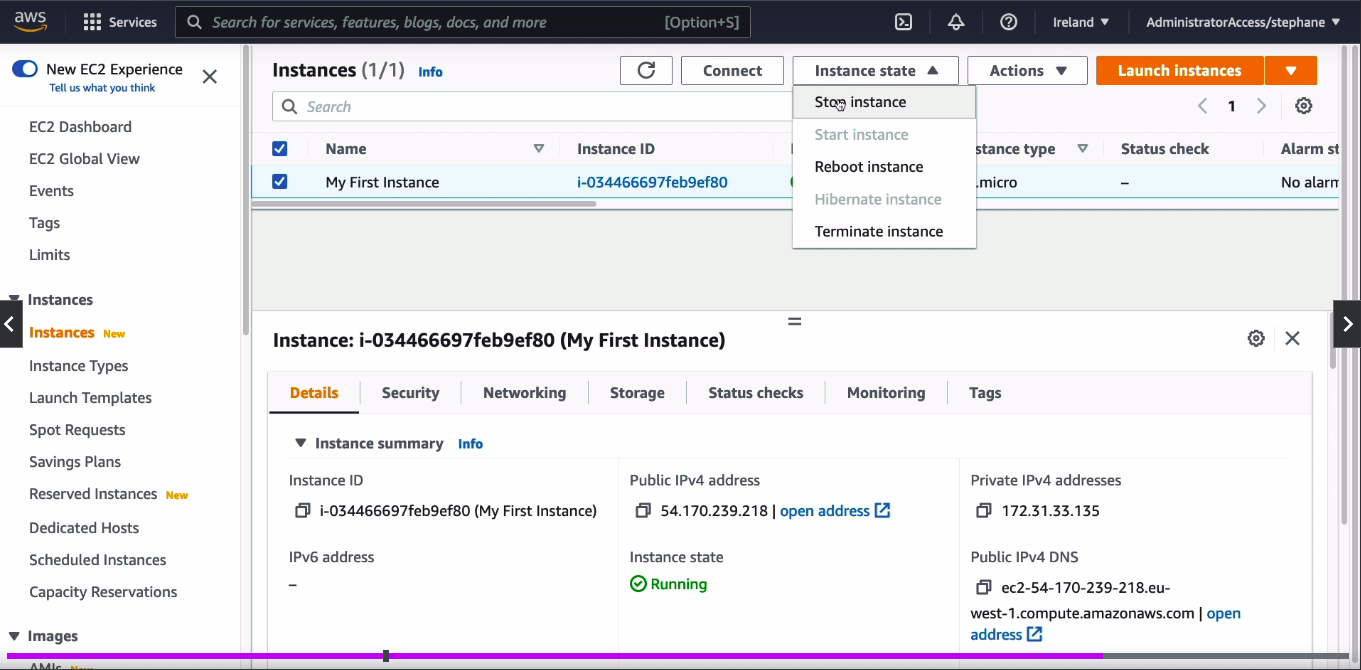 aws
Services
Search for services, features, blogs, docs, and more
[Option+S]
Ireland ▼
AdministratorAccess/stephane ▼
New EC2 Experience
Tell us what you think
EC2 Dashboard
EC2 Global View
Events
Tags
Limits
Instances
Instances New
Instance Types
Launch Templates
Spot Requests
Savings Plans
Reserved Instances New
Dedicated Hosts
Scheduled Instances
Capacity Reservations
Images
AMIs New
Instances (1/1) Info
Connect
Instance state ▲
Actions ▼
Launch instances
Search
1
Stop instance
Start instance
Reboot instance
Hibernate instance
Terminate instance
Name
Instance ID
stance type
Status check
Alarm st
My First Instance
i-034466697feb9ef80
.micro
–
No alarm
Instance: i-034466697feb9ef80 (My First Instance)
Details
Security
Networking
Storage
Status checks
Monitoring
Tags
Instance summary Info
Instance ID
i-034466697feb9ef80 (My First Instance)
Public IPv4 address
54.170.239.218 | open address
Private IPv4 addresses
172.31.33.135
IPv6 address
–
Instance state
Running
Public IPv4 DNS
ec2-54-170-239-218.eu-
west-1.compute.amazonaws.com | open
address